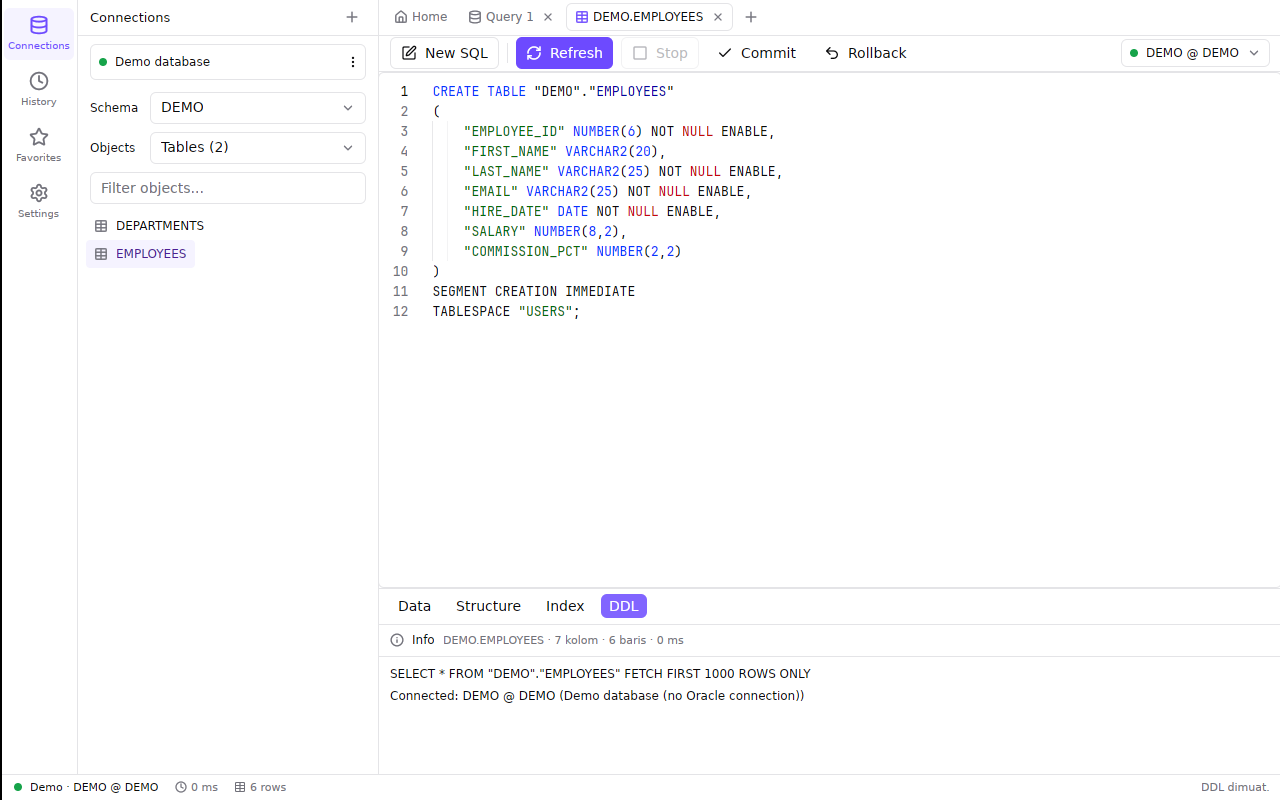 Connections
History
Favorites
Settings
Connections
Demo database
Schema DEMO
Objects Tables (2)
Filter objects...
DEPARTMENTS
EMPLOYEES
Home Query 1 DEMO.EMPLOYEES
New SQL Refresh Stop Commit Rollback DEMO @ DEMO
1 CREATE TABLE "DEMO"."EMPLOYEES"
2 (
3 "EMPLOYEE_ID" NUMBER(6) NOT NULL ENABLE,
4 "FIRST_NAME" VARCHAR2(20),
5 "LAST_NAME" VARCHAR2(25) NOT NULL ENABLE,
6 "EMAIL" VARCHAR2(25) NOT NULL ENABLE,
7 "HIRE_DATE" DATE NOT NULL ENABLE,
8 "SALARY" NUMBER(8,2),
9 "COMMISSION_PCT" NUMBER(2,2)
10 )
11 SEGMENT CREATION IMMEDIATE
12 TABLESPACE "USERS";
Data Structure Index DDL
Info DEMO.EMPLOYEES · 7 kolom · 6 baris · 0 ms
SELECT * FROM "DEMO"."EMPLOYEES" FETCH FIRST 1000 ROWS ONLY
Connected: DEMO @ DEMO (Demo database (no Oracle connection))
Demo · DEMO @ DEMO 0 ms 6 rows DDL dimuat.